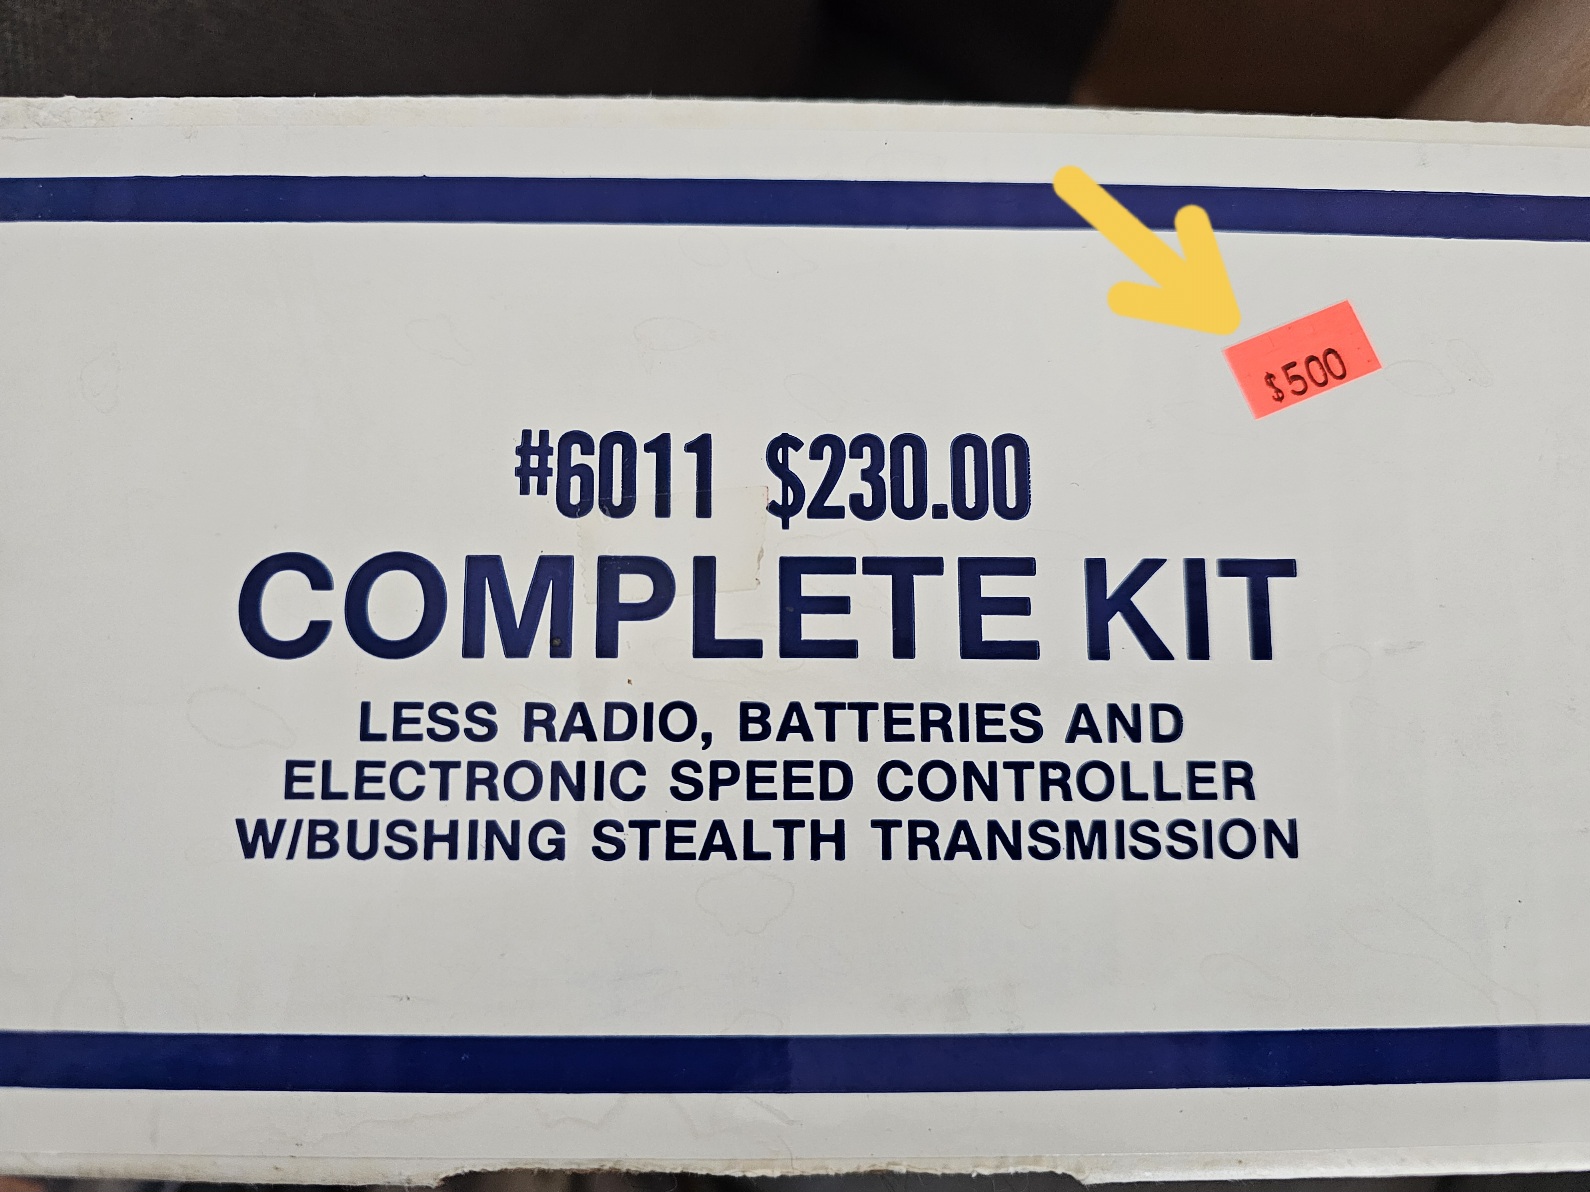 $500
#6011 $230.00
COMPLETE KIT
LESS RADIO, BATTERIES AND
ELECTRONIC SPEED CONTROLLER
W/BUSHING STEALTH TRANSMISSION